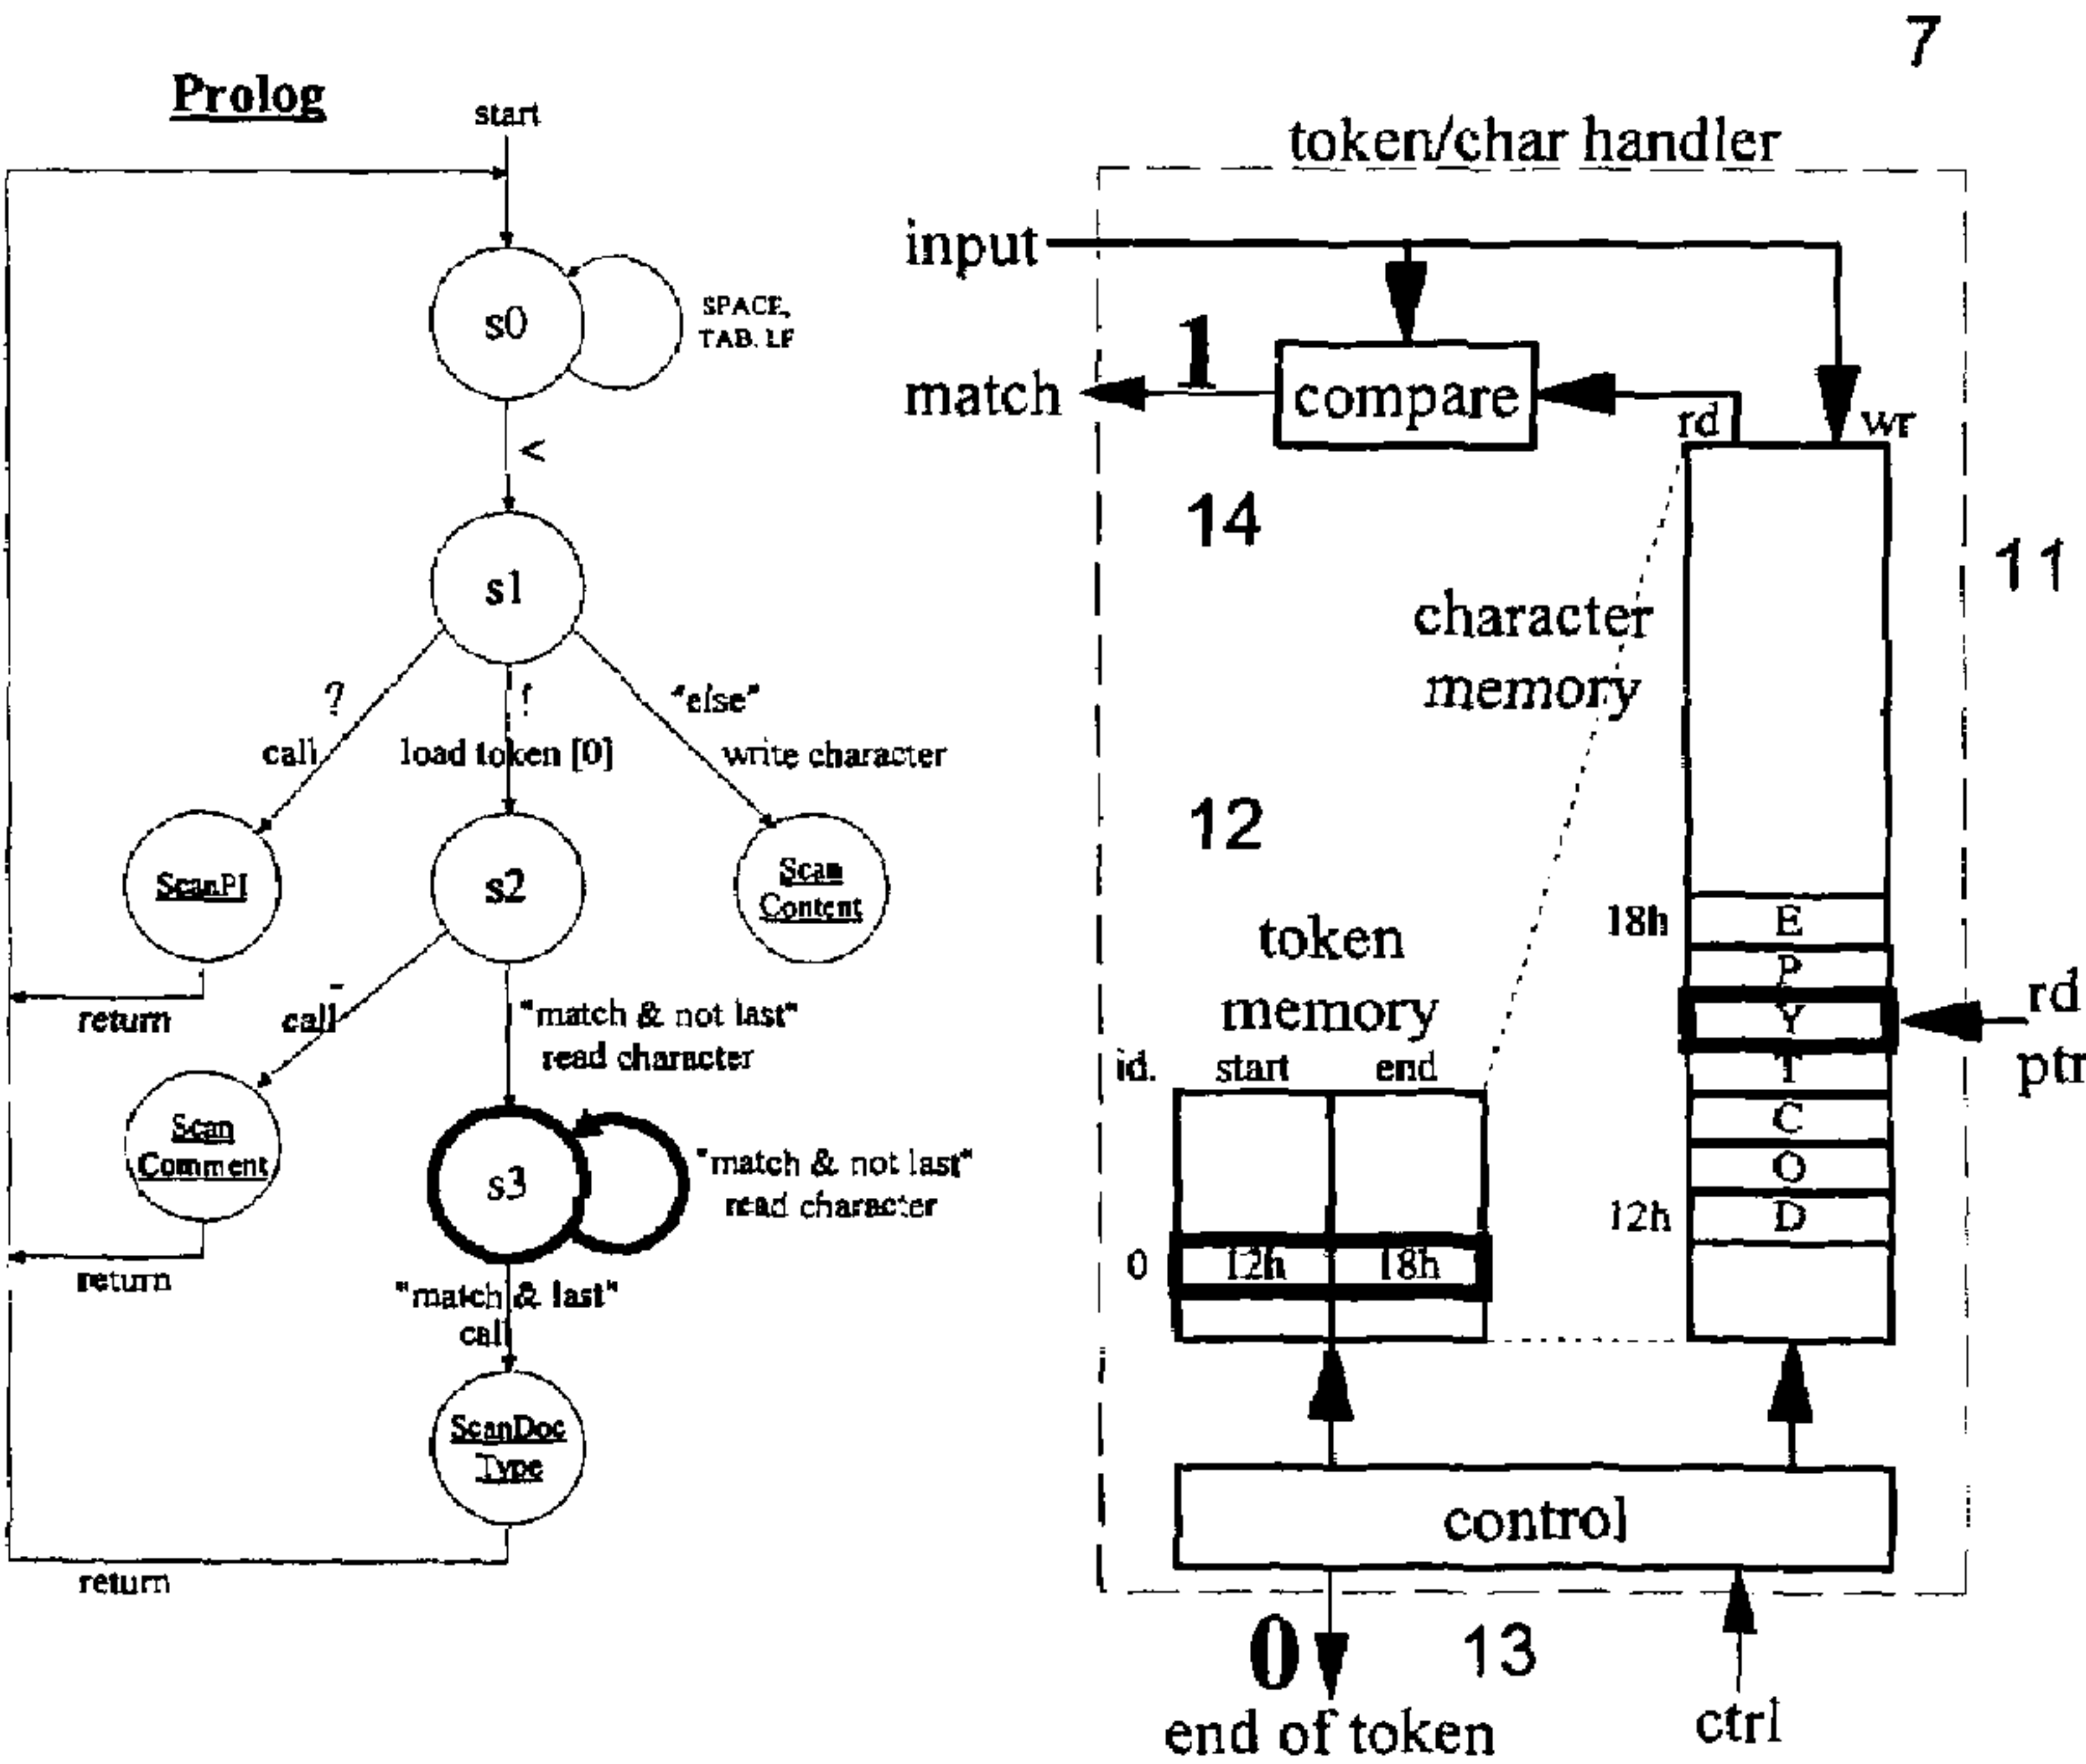 7
Prolog
start
token/char handler
input
s0
SPACE,
TAB. LF
1
match
compare
rd
wr
<
14
11
s1
character
memory
?
!
"else"
call
load token [0]
write character
12
ScanPI
s2
Scan
Content
18h
E
token
memory
P
rd
ptr
Y
return
-
call
"match & not last"
read character
id.
start
end
T
C
Scan
Comment
s3
"match & not last"
read character
O
12h
D
0
12h
18h
return
"match & last"
call
ScanDoc
Type
control
return
0
13
end of token
ctrl